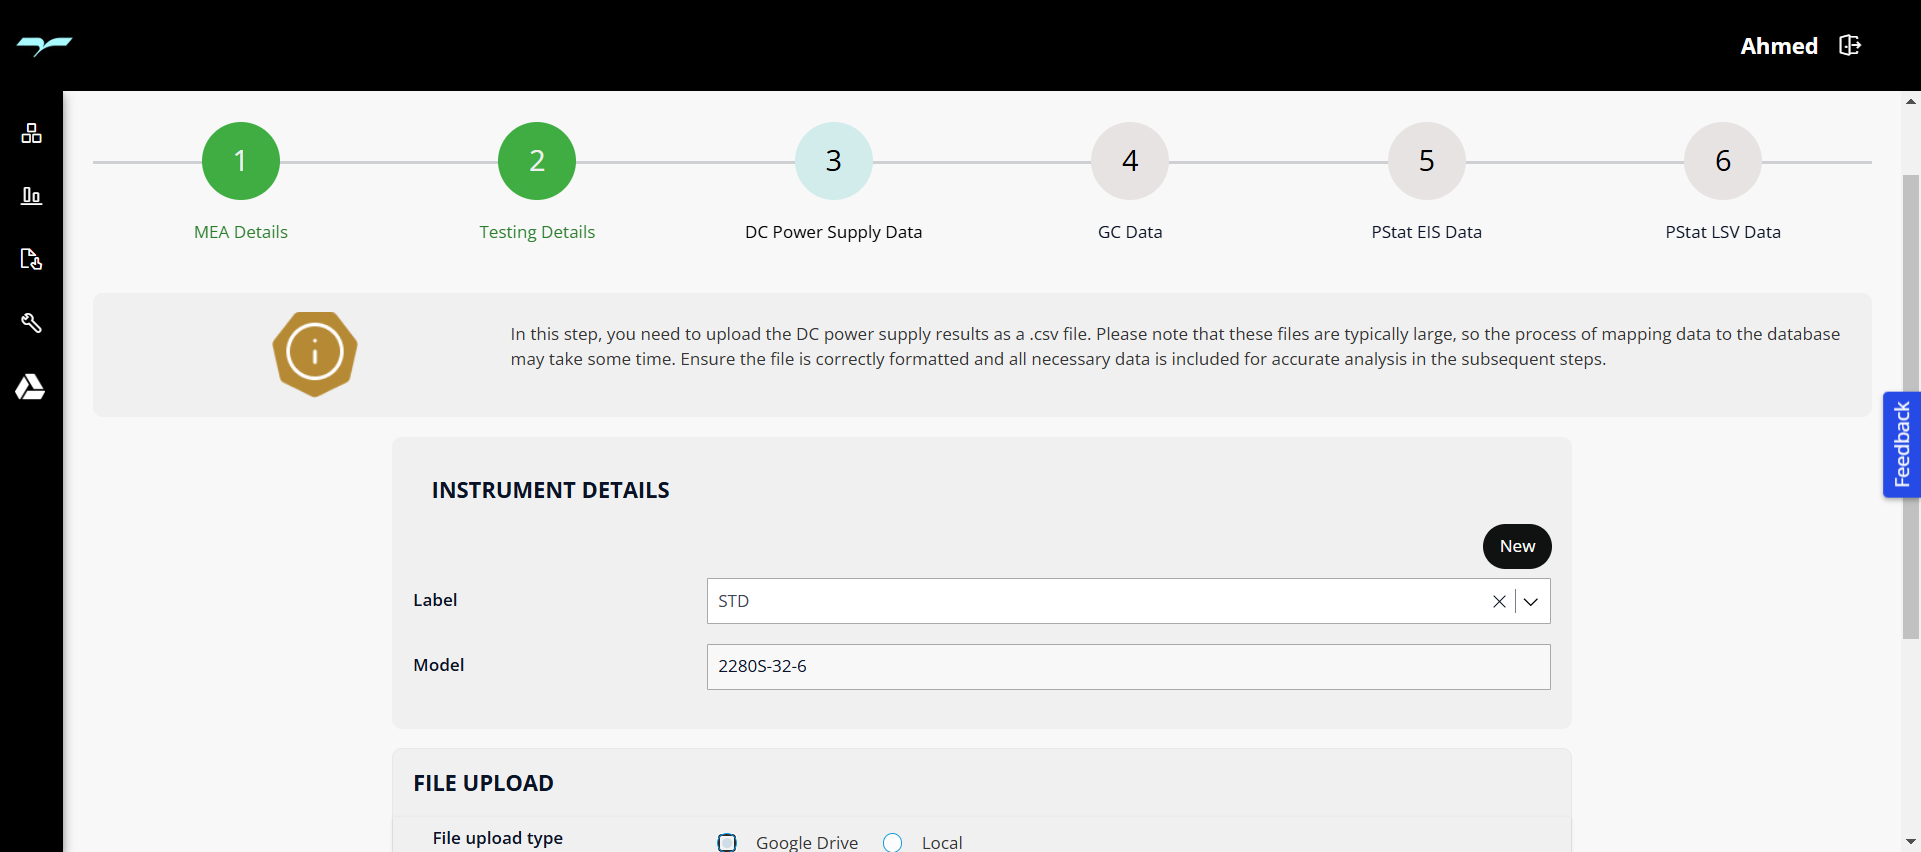 Ahmed
1
2
3
4
5
6
MEA Details
Testing Details
DC Power Supply Data
GC Data
PStat EIS Data
PStat LSV Data
In this step, you need to upload the DC power supply results as a .csv file. Please note that these files are typically large, so the process of mapping data to the database
may take some time. Ensure the file is correctly formatted and all necessary data is included for accurate analysis in the subsequent steps.
Feedback
INSTRUMENT DETAILS
New
Label
STD
Model
2280S-32-6
FILE UPLOAD
File upload type
Google Drive
Local